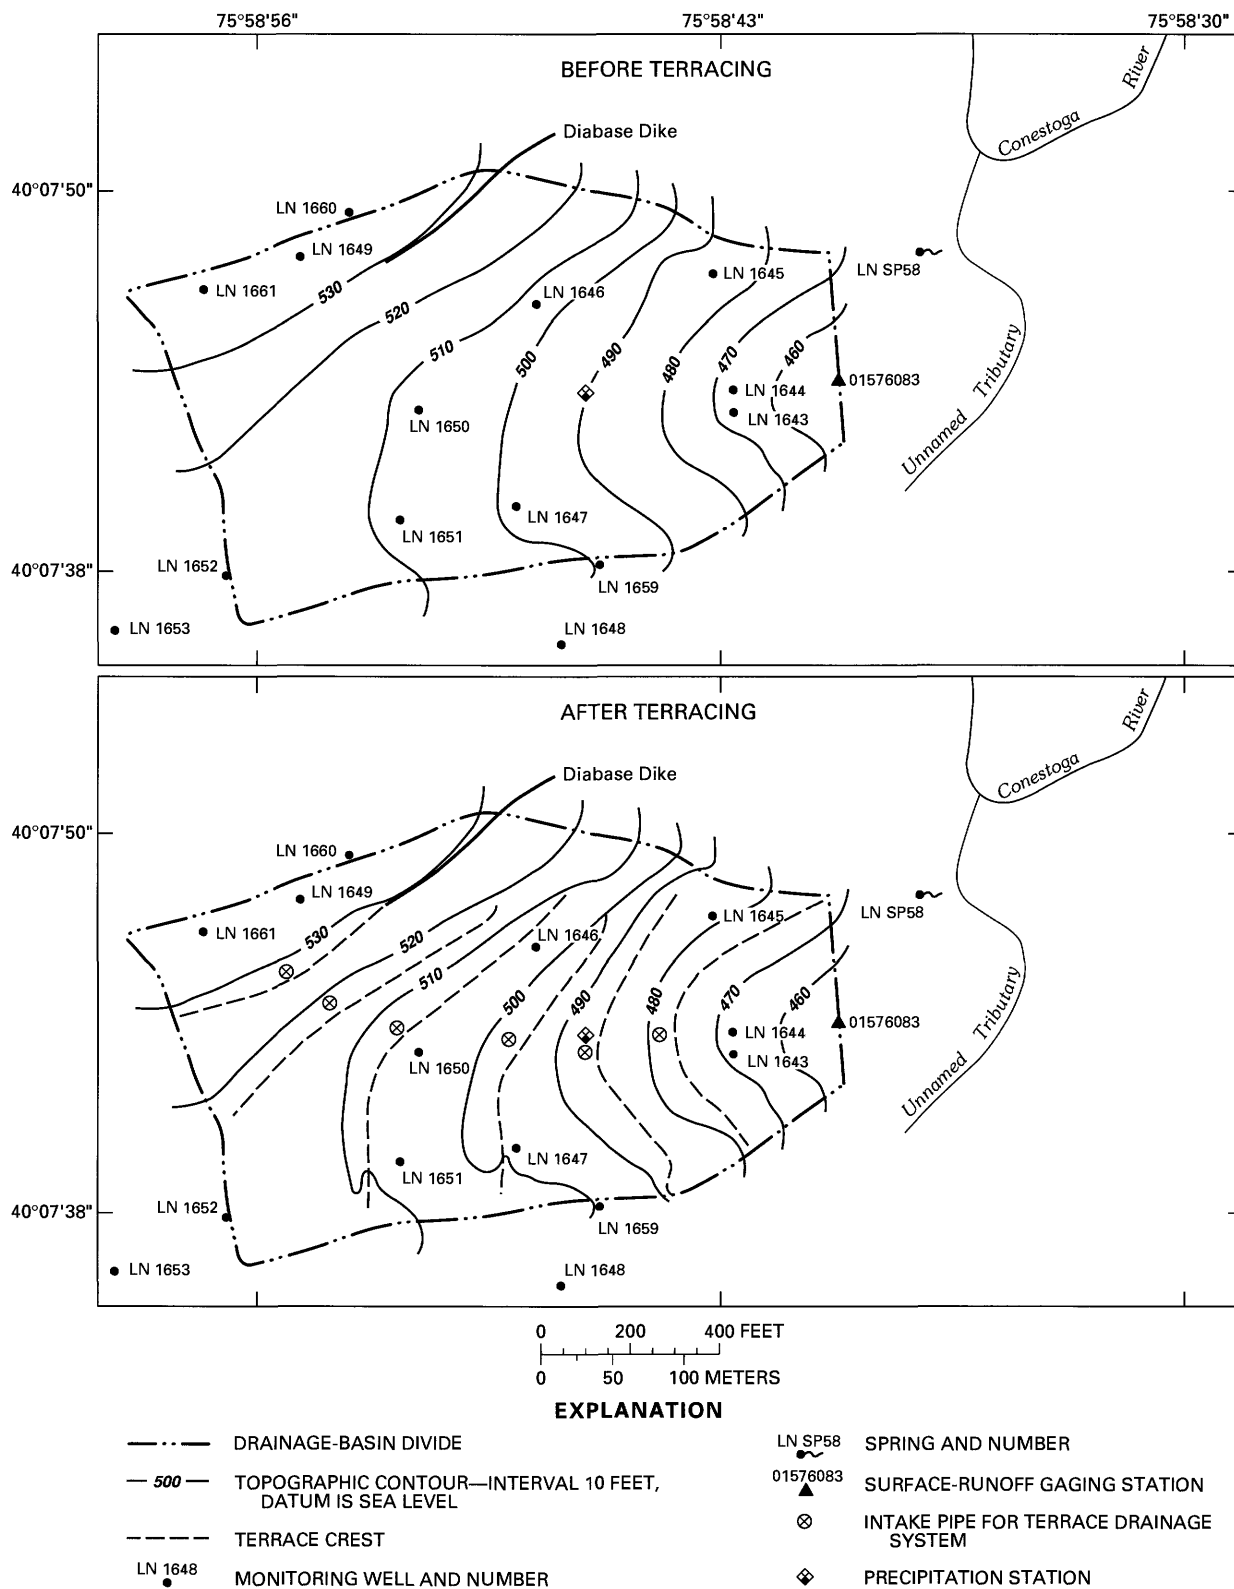 75°58'56" 75°58'43" 75°58'30"
BEFORE TERRACING
River
Conestoga
Diabase Dike
40°07'50"
LN 1660
LN 1649
LN SP58
LN 1661
530
LN 1645
LN 1646
520
510
500
490
480
470
460
Unnamed Tributary
01576083
LN 1644
LN 1643
LN 1650
LN 1647
LN 1651
40°07'38"
LN 1652
LN 1659
LN 1653
LN 1648
AFTER TERRACING
River
Conestoga
Diabase Dike
40°07'50"
LN 1660
LN 1649
LN SP58
LN 1661
530
LN 1645
LN 1646
520
510
500
490
480
470
460
Unnamed Tributary
01576083
LN 1644
LN 1643
LN 1650
LN 1647
LN 1651
40°07'38"
LN 1652
LN 1659
LN 1653
LN 1648
0 200 400 FEET
0 50 100 METERS
EXPLANATION
DRAINAGE-BASIN DIVIDE
500 TOPOGRAPHIC CONTOUR—INTERVAL 10 FEET,
DATUM IS SEA LEVEL
TERRACE CREST
LN 1648
MONITORING WELL AND NUMBER
LN SP58 SPRING AND NUMBER
01576083 SURFACE-RUNOFF GAGING STATION
INTAKE PIPE FOR TERRACE DRAINAGE
SYSTEM
PRECIPITATION STATION